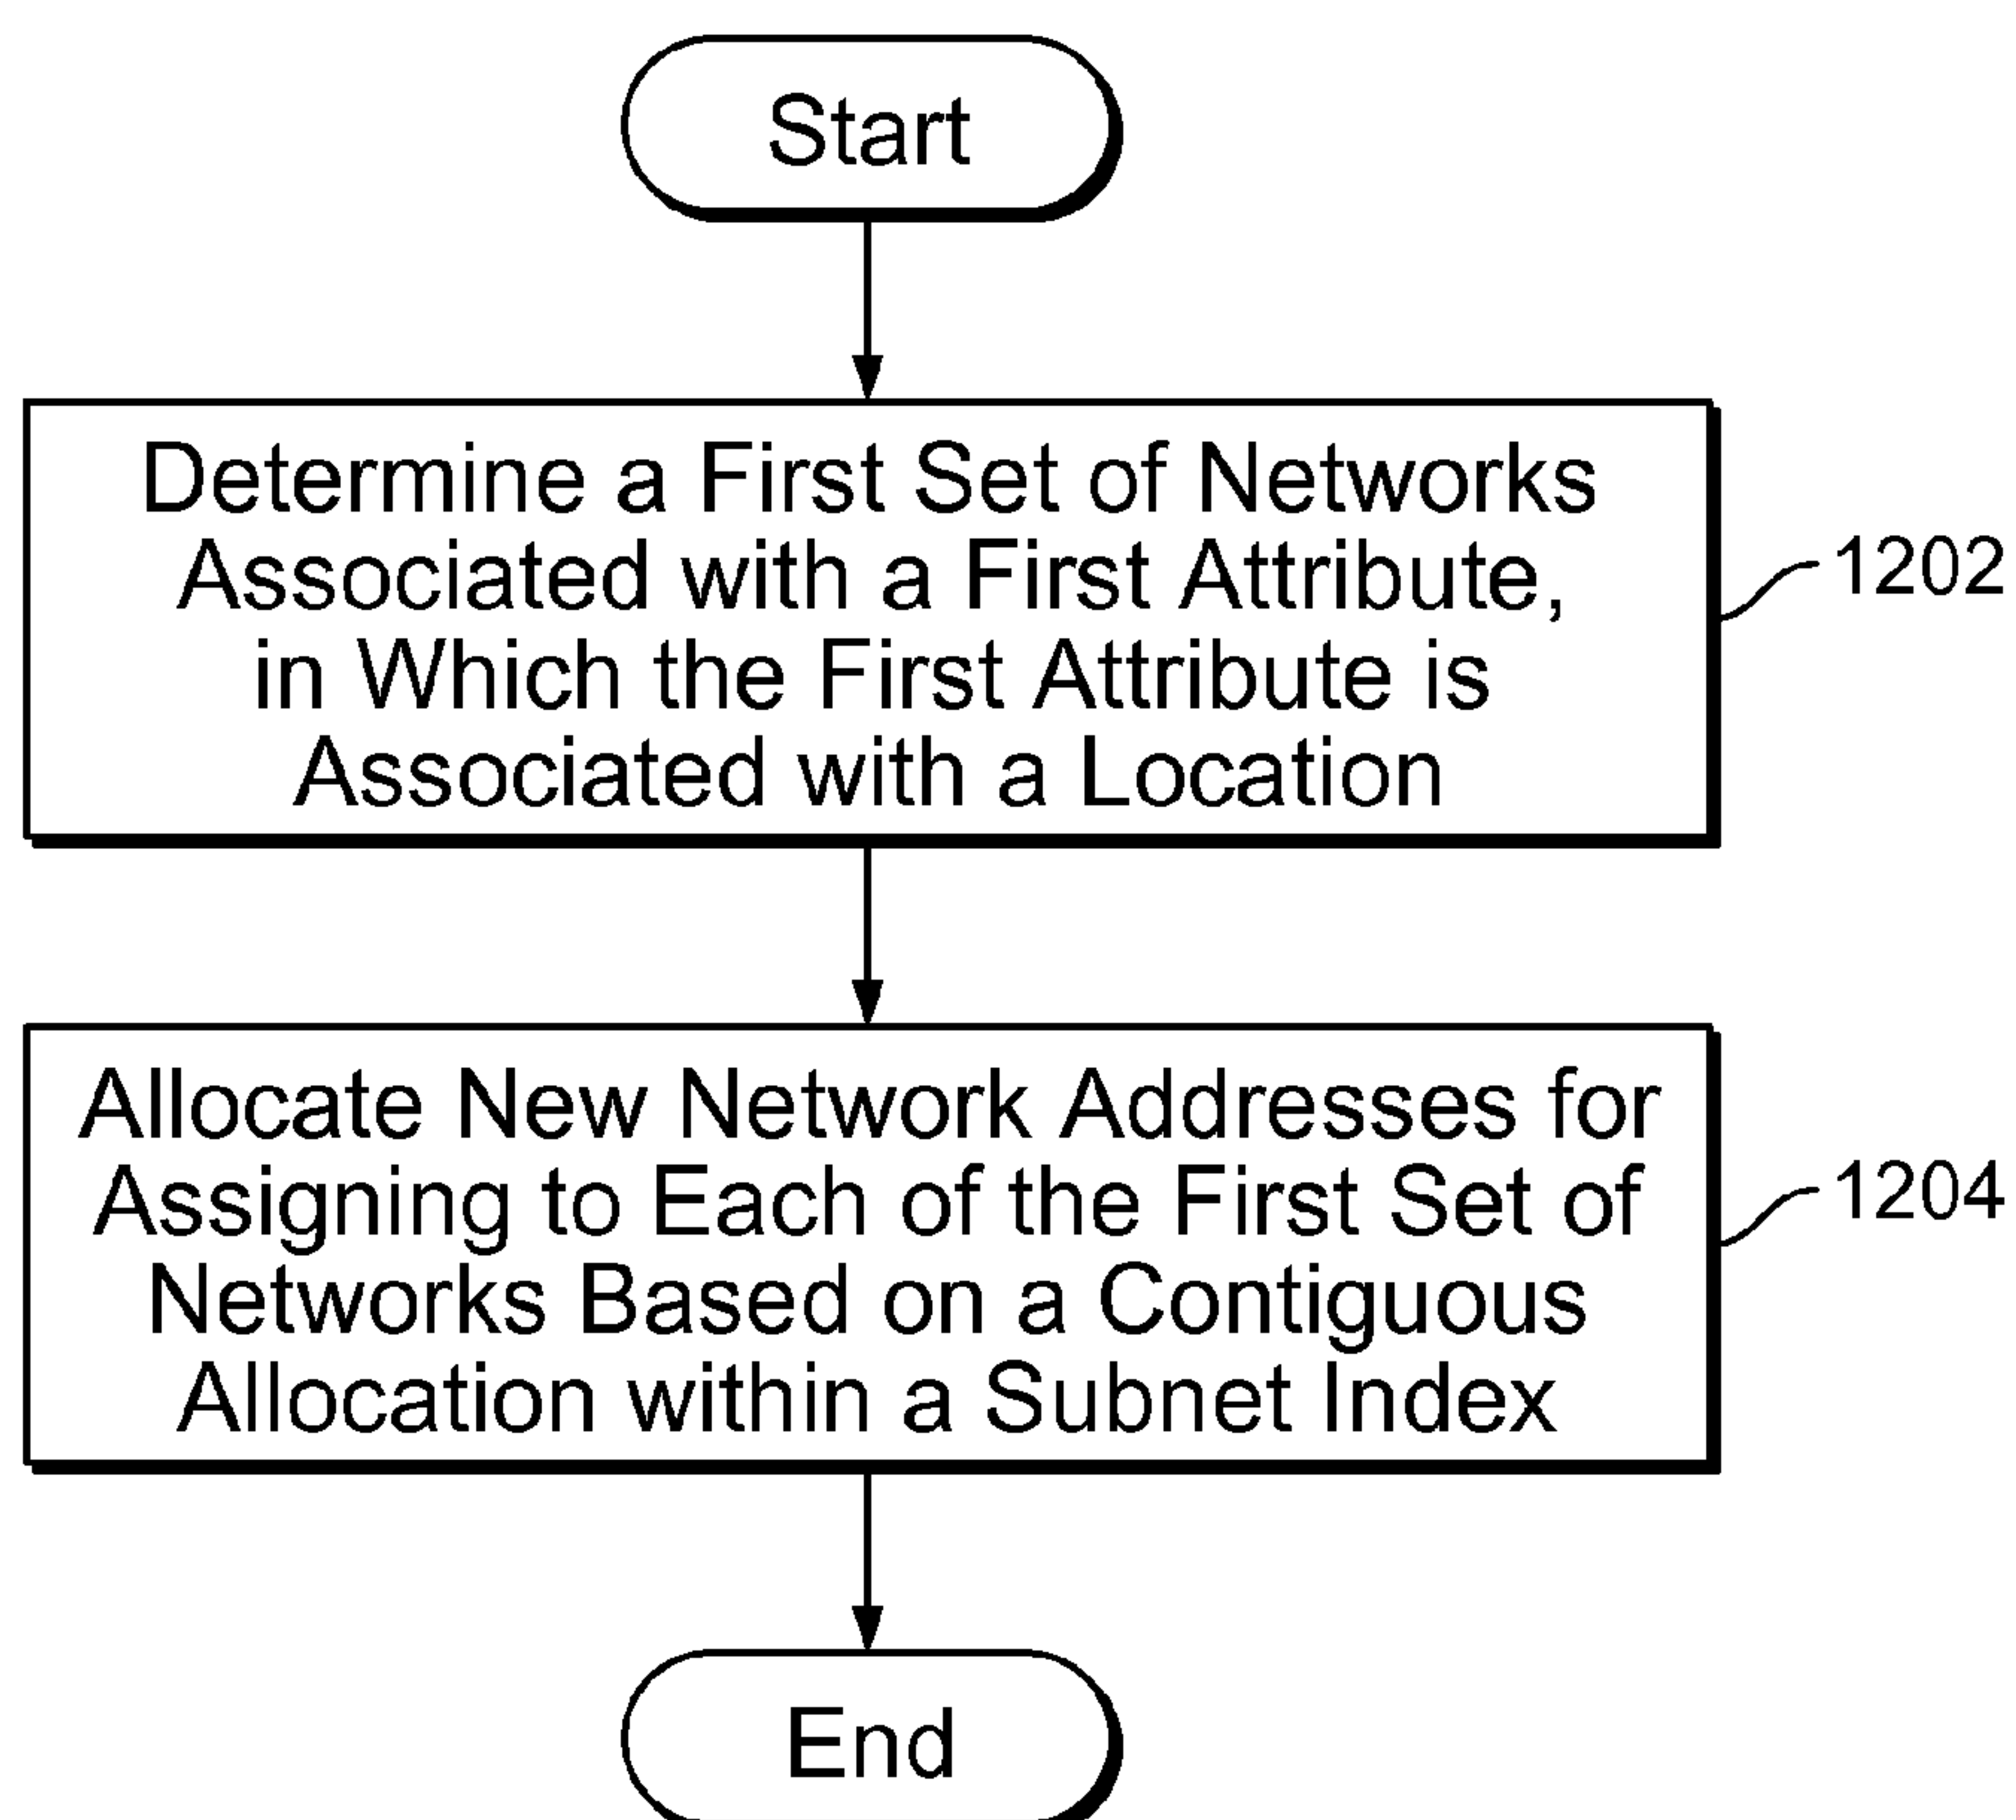 Start
Determine a First Set of Networks
Associated with a First Attribute,
in Which the First Attribute is
Associated with a Location
1202
Allocate New Network Addresses for
Assigning to Each of the First Set of
Networks Based on a Contiguous
Allocation within a Subnet Index
1204
End